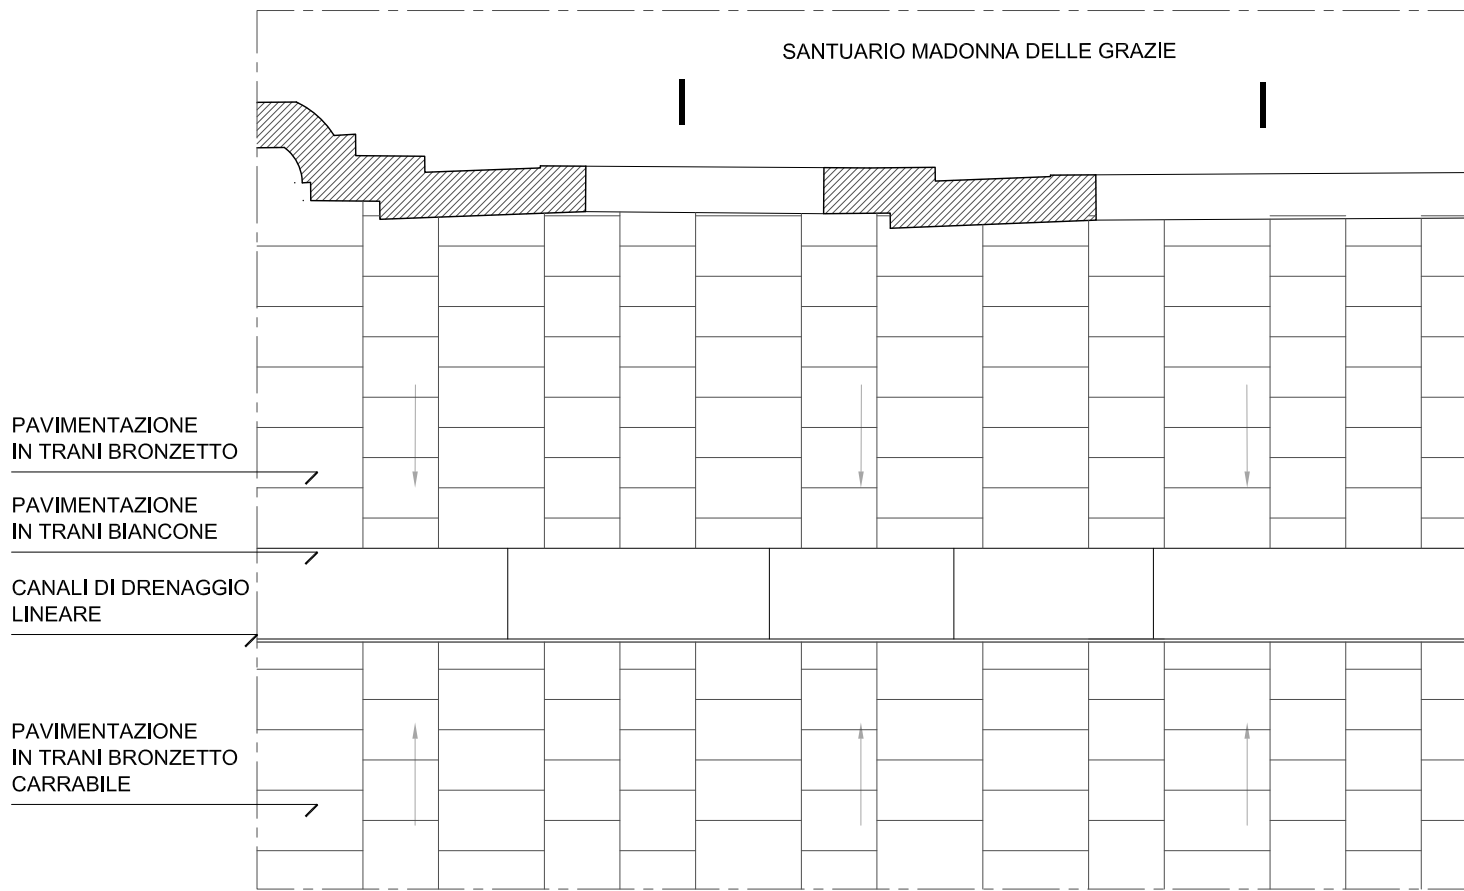 SANTUARIO MADONNA DELLE GRAZIE
PAVIMENTAZIONE
IN TRANI BRONZETTO
PAVIMENTAZIONE
IN TRANI BIANCONE
CANALI DI DRENAGGIO
LINEARE
PAVIMENTAZIONE
IN TRANI BRONZETTO
CARRABILE